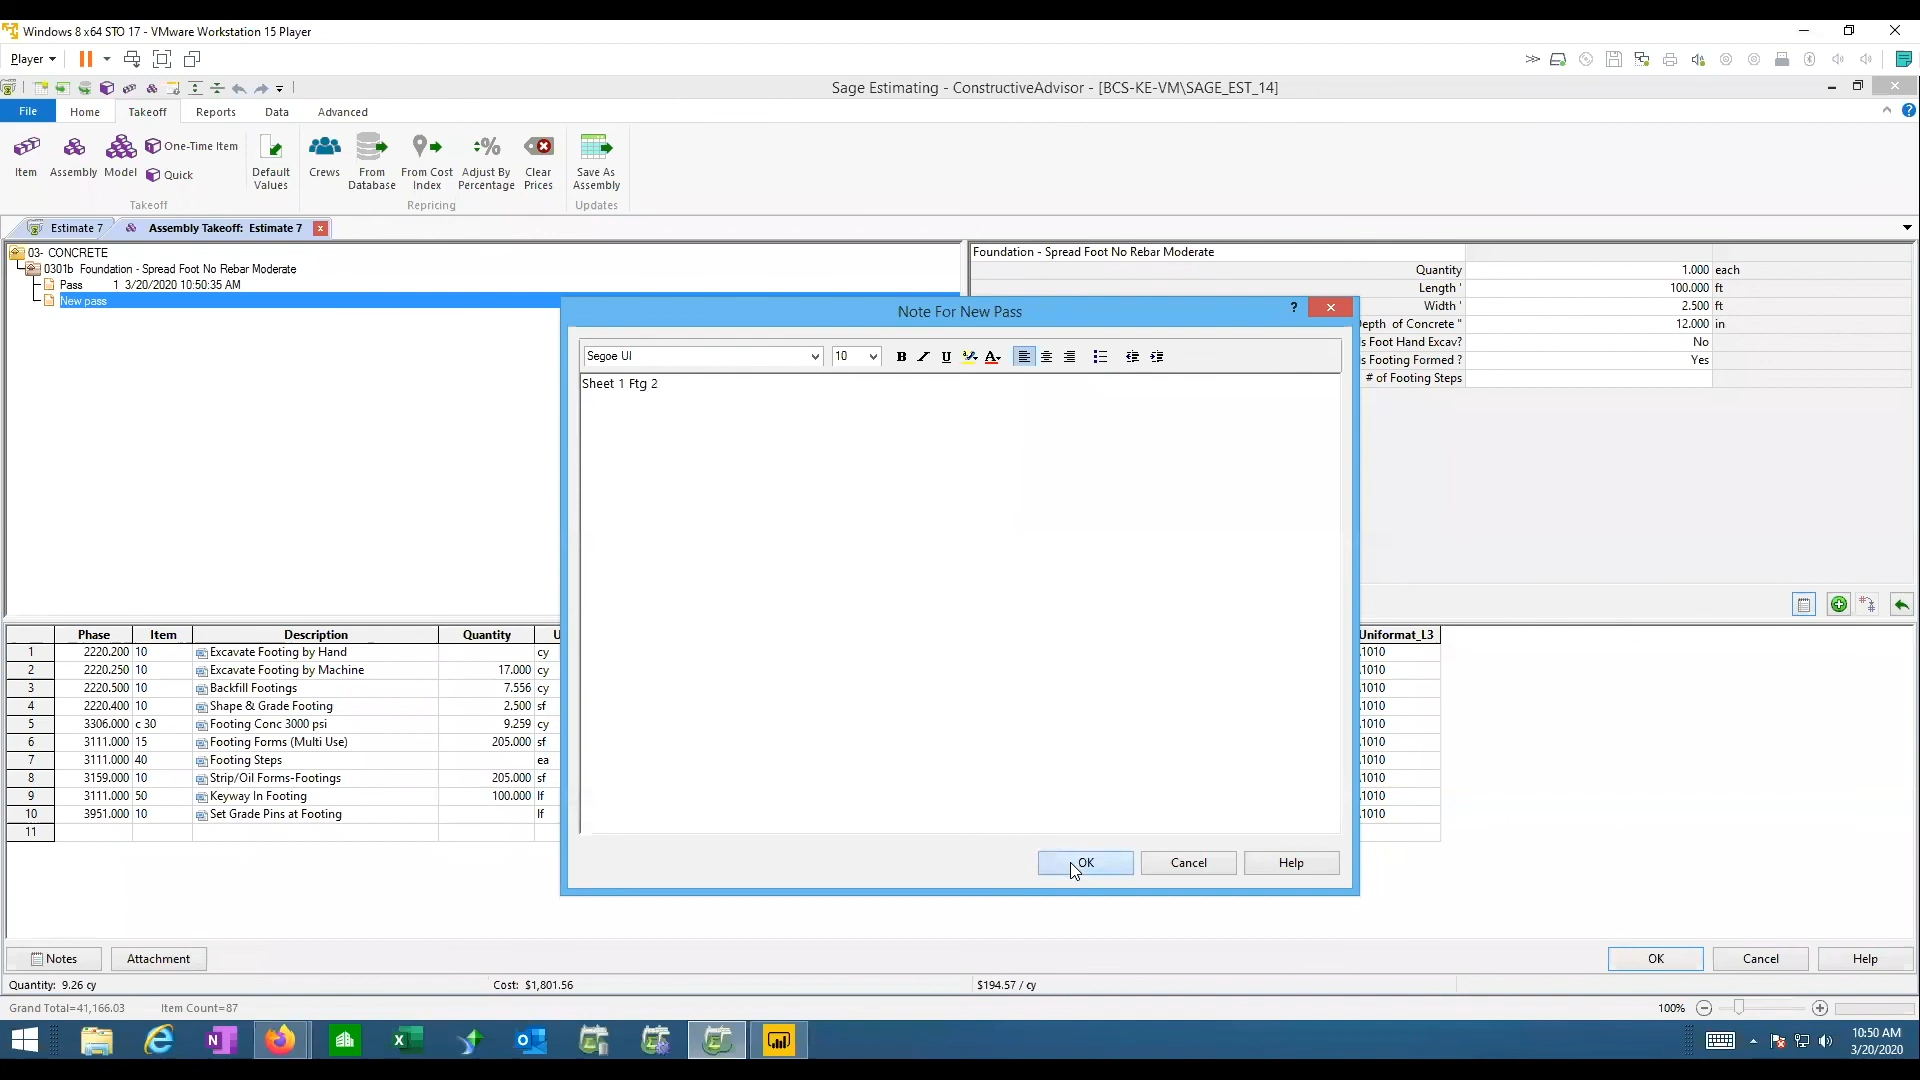 Windows 8 x64 STO 17 - VMware Workstation 15 Player
Player
Sage Estimating - ConstructiveAdvisor - [BCS-KE-VM\SAGE_EST_14]
File Home Takeoff Reports Data Advanced
Item Assembly Model One-Time Item Quick
Default Values
Takeoff
Crews
From Database
From Cost Index
Adjust By Percentage
Clear Prices
Repricing
Save As Assembly
Updates
Estimate 7
Assembly Takeoff: Estimate 7
03- CONCRETE
0301b Foundation - Spread Foot No Rebar Moderate
Pass 1 3/20/2020 10:50:35 AM
New pass
Foundation - Spread Foot No Rebar Moderate
Quantity 1.000 each
Length ' 100.000 ft
Width ' 2.500 ft
epth of Concrete " 12.000 in
s Foot Hand Excav? No
s Footing Formed ? Yes
# of Footing Steps
Note For New Pass
?
Segoe UI 10 B I U A
Sheet 1 Ftg 2
OK Cancel Help
Phase Item Description Quantity U Uniformat_L3
1 2220.200 10 Excavate Footing by Hand cy .1010
2 2220.250 10 Excavate Footing by Machine 17.000 cy .1010
3 2220.500 10 Backfill Footings 7.556 cy .1010
4 2220.400 10 Shape & Grade Footing 2.500 sf .1010
5 3306.000 c 30 Footing Conc 3000 psi 9.259 cy .1010
6 3111.000 15 Footing Forms (Multi Use) 205.000 sf .1010
7 3111.000 40 Footing Steps ea .1010
8 3159.000 10 Strip/Oil Forms-Footings 205.000 sf .1010
9 3111.000 50 Keyway In Footing 100.000 lf .1010
10 3951.000 10 Set Grade Pins at Footing lf .1010
11
Notes Attachment OK Cancel Help
Quantity: 9.26 cy Cost: $1,801.56 $194.57 / cy
Grand Total=41,166.03 Item Count=87 100%
10:50 AM
3/20/2020